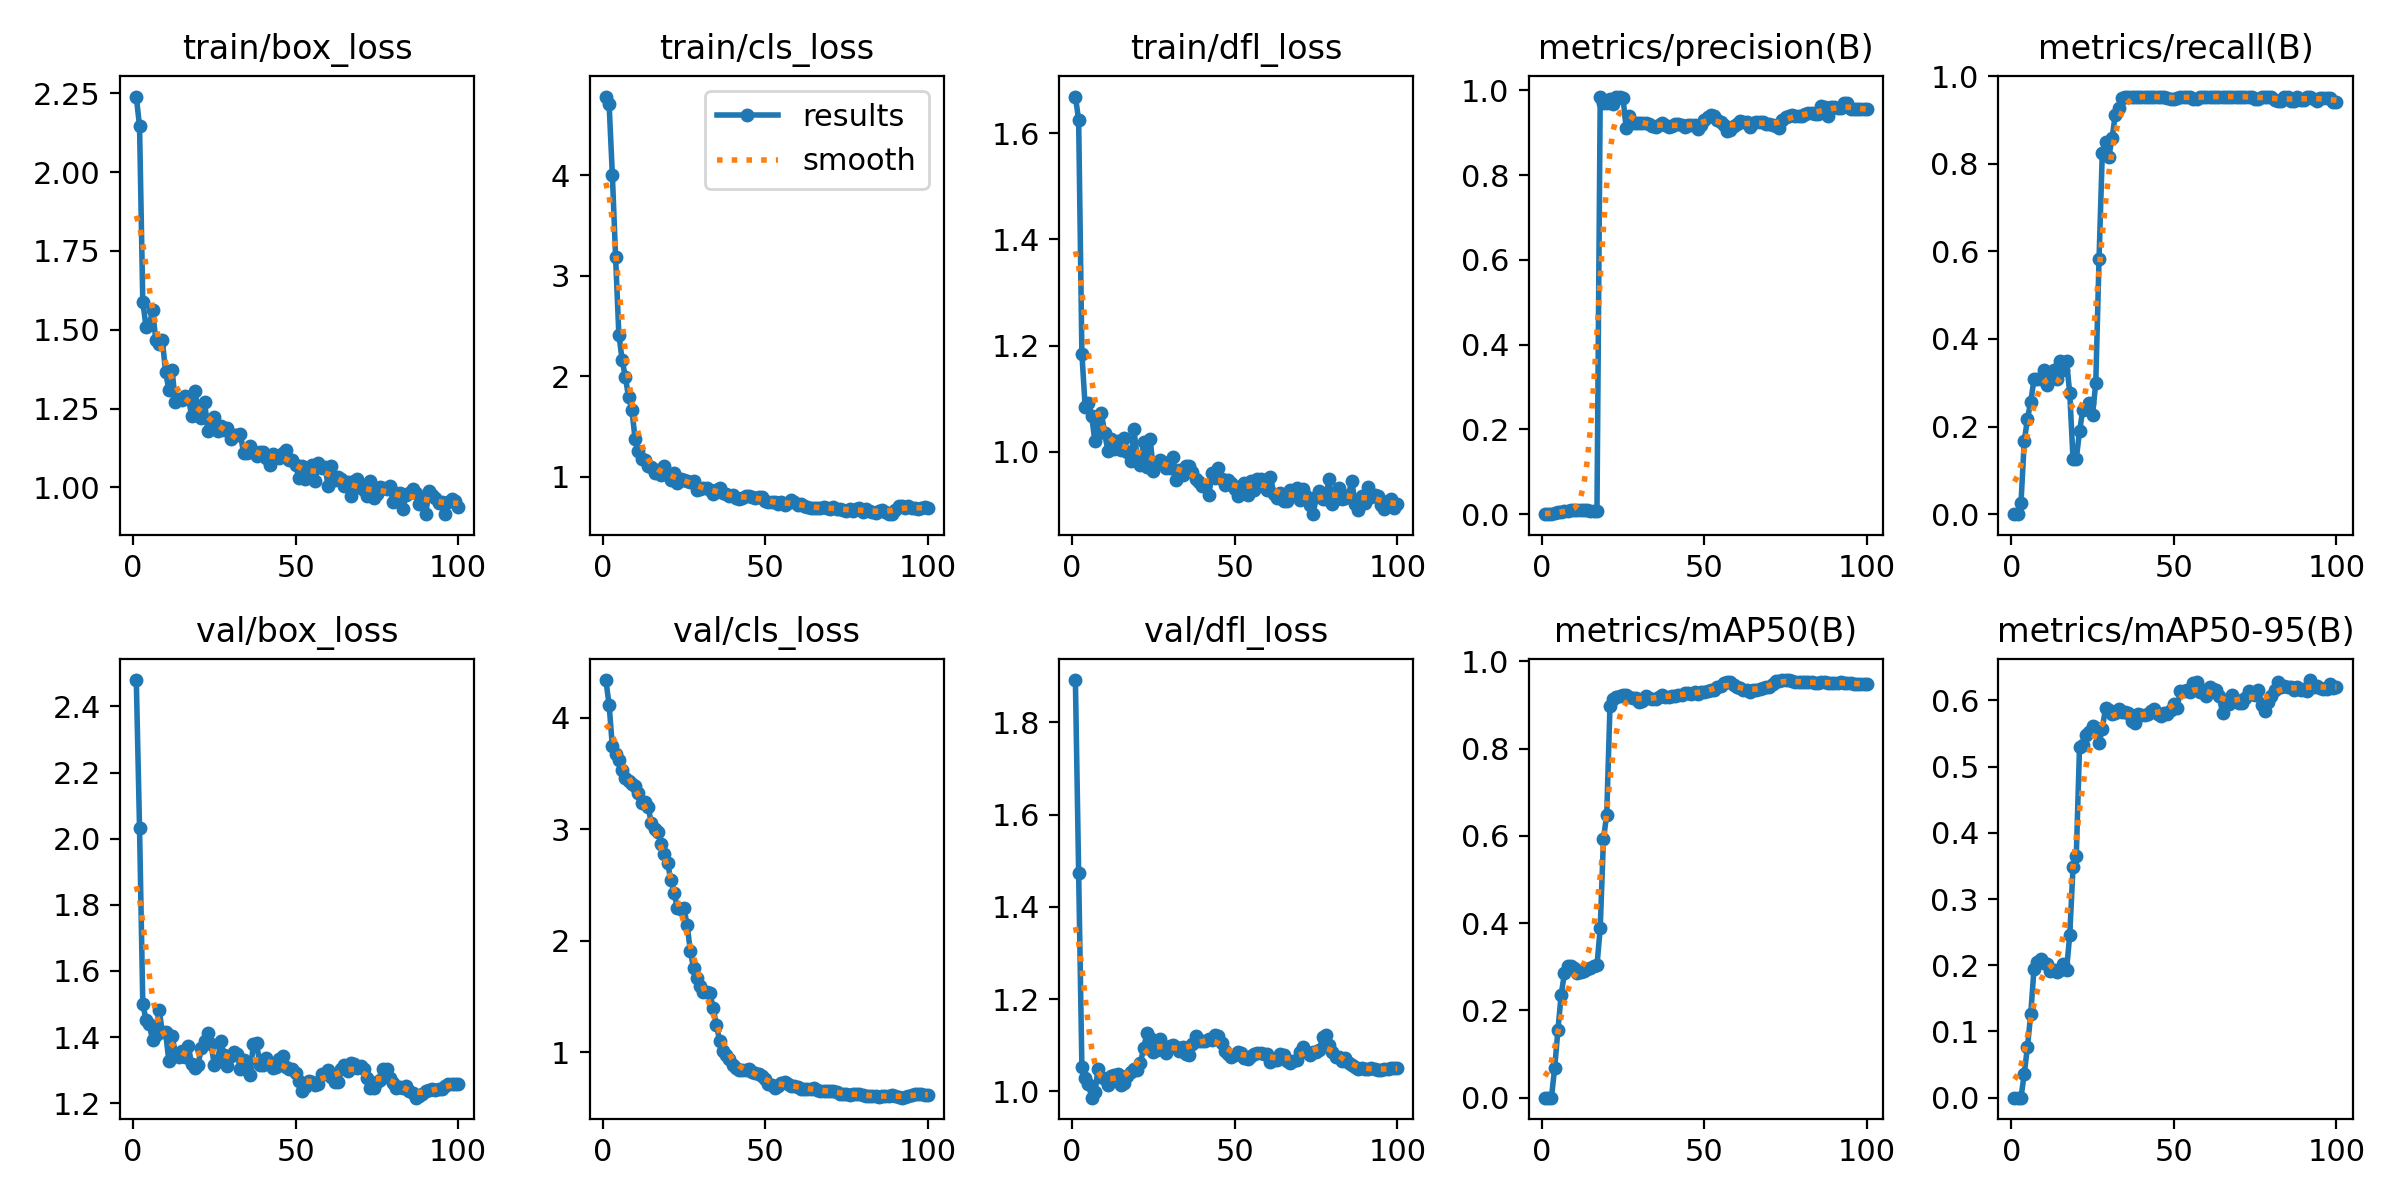 train/box_loss
2.25
2.00
1.75
1.50
1.25
1.00
0 50 100
train/cls_loss
results
smooth
4
3
2
1
0 50 100
train/dfl_loss
1.6
1.4
1.2
1.0
0 50 100
metrics/precision(B)
1.0
0.8
0.6
0.4
0.2
0.0
0 50 100
metrics/recall(B)
1.0
0.8
0.6
0.4
0.2
0.0
0 50 100
val/box_loss
2.4
2.2
2.0
1.8
1.6
1.4
1.2
0 50 100
val/cls_loss
4
3
2
1
0 50 100
val/dfl_loss
1.8
1.6
1.4
1.2
1.0
0 50 100
metrics/mAP50(B)
1.0
0.8
0.6
0.4
0.2
0.0
0 50 100
metrics/mAP50-95(B)
0.6
0.5
0.4
0.3
0.2
0.1
0.0
0 50 100